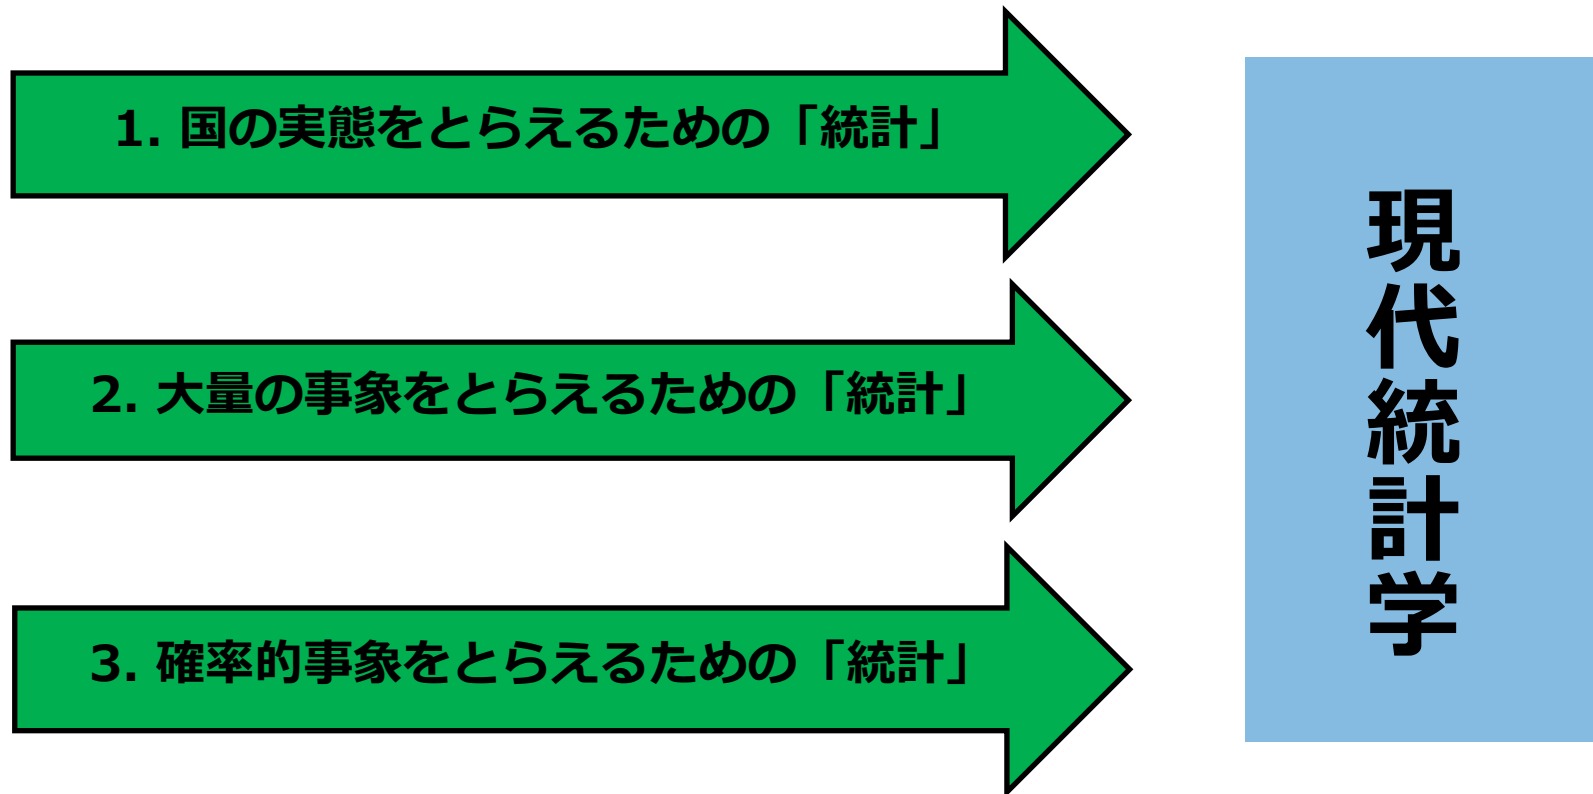 1. 国の実態をとらえるための「統計」
2. 大量の事象をとらえるための「統計」
3. 確率的事象をとらえるための「統計」
現代統計学